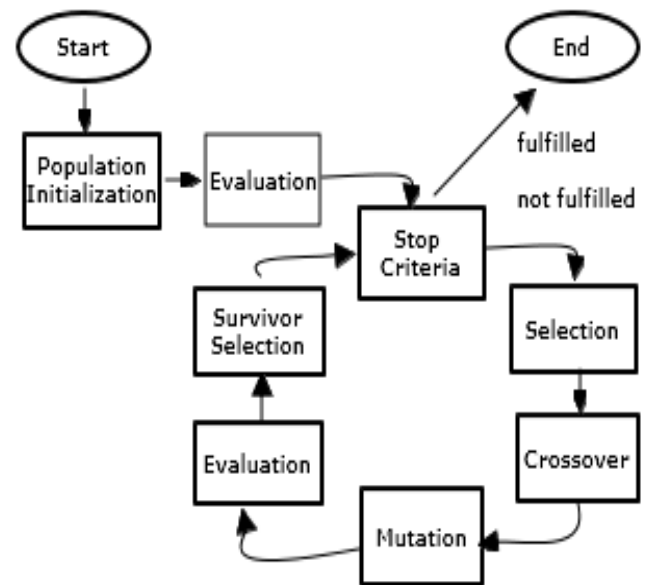 Start
End
Population
Initialization
Evaluation
fulfilled
not fulfilled
Stop
Criteria
Selection
Survivor
Selection
Crossover
Evaluation
Mutation